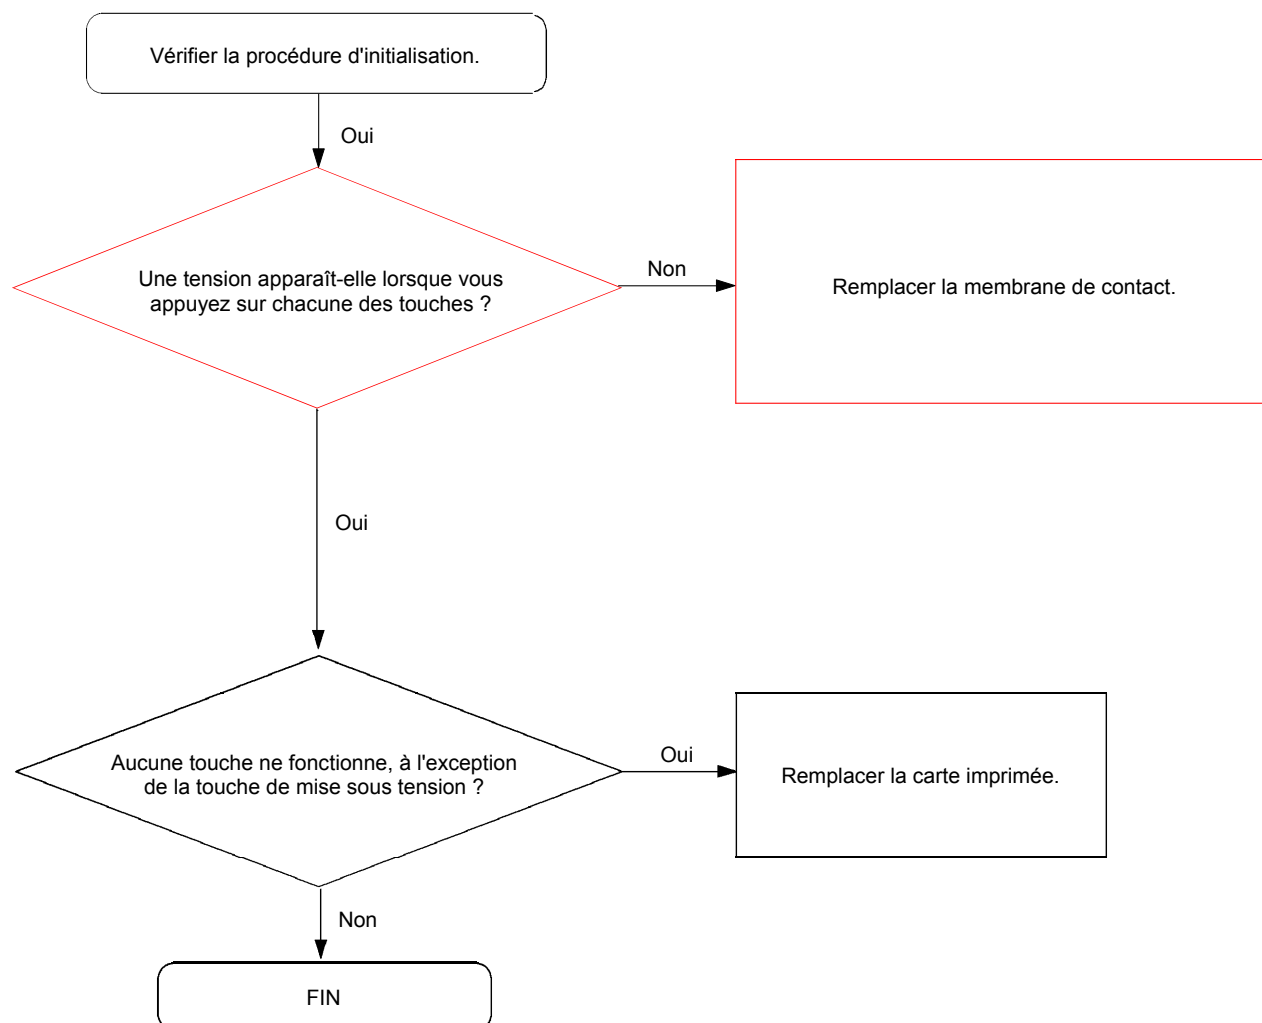 Vérifier la procédure d'initialisation.
Oui
Une tension apparaît-elle lorsque vous
appuyez sur chacune des touches ?
Non
Remplacer la membrane de contact.
Oui
Aucune touche ne fonctionne, à l'exception
de la touche de mise sous tension ?
Oui
Remplacer la carte imprimée.
Non
FIN